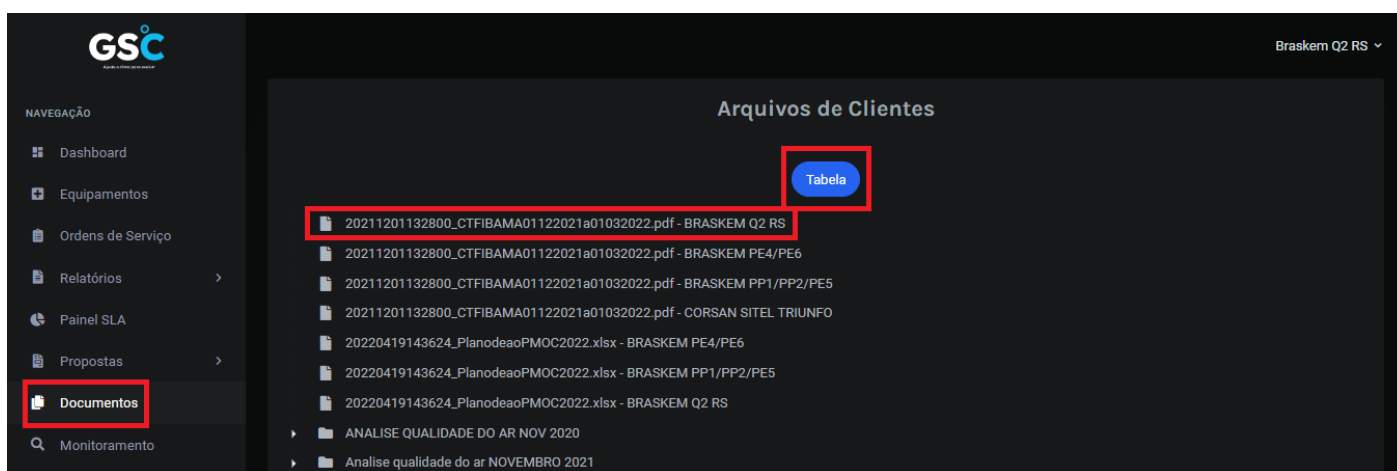 GSC
Braskem Q2 RS
NAVEGAÇÃO
Arquivos de Clientes
Dashboard
Tabela
Equipamentos
20211201132800_CTFIBAMA01122021a01032022.pdf - BRASKEM Q2 RS
Ordens de Serviço
20211201132800_CTFIBAMA01122021a01032022.pdf - BRASKEM PE4/PE6
Relatórios
20211201132800_CTFIBAMA01122021a01032022.pdf - BRASKEM PP1/PP2/PE5
Painel SLA
20211201132800_CTFIBAMA01122021a01032022.pdf - CORSAN SITEL TRIUNFO
20220419143624_PlanodeaoPMOC2022.xlsx - BRASKEM PE4/PE6
Propostas
20220419143624_PlanodeaoPMOC2022.xlsx - BRASKEM PP1/PP2/PE5
Documentos
20220419143624_PlanodeaoPMOC2022.xlsx - BRASKEM Q2 RS
ANALISE QUALIDADE DO AR NOV 2020
Monitoramento
Analise qualidade do ar NOVEMBRO 2021